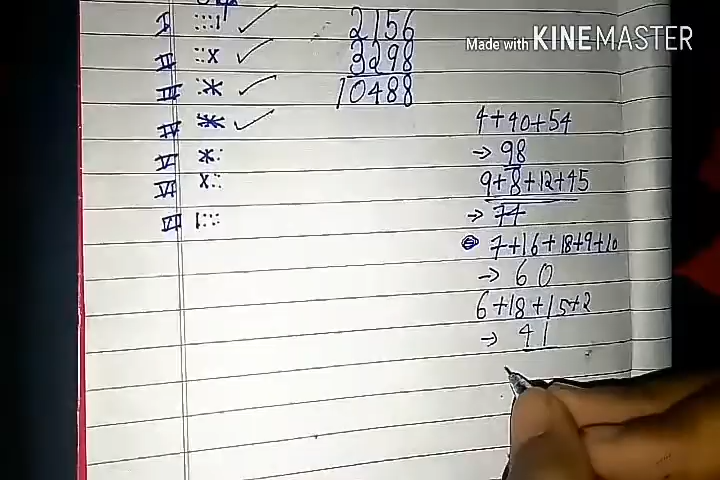 I :::|
2156
II ::x
3298
III :*
10488
IV *
V *:
VI x::
VII |:::
4+40+54
→ 98
9+8+12+45
→ 74
7+16+18+9+10
→ 60
6+18+15+2
→ 41
Made with KINEMASTER